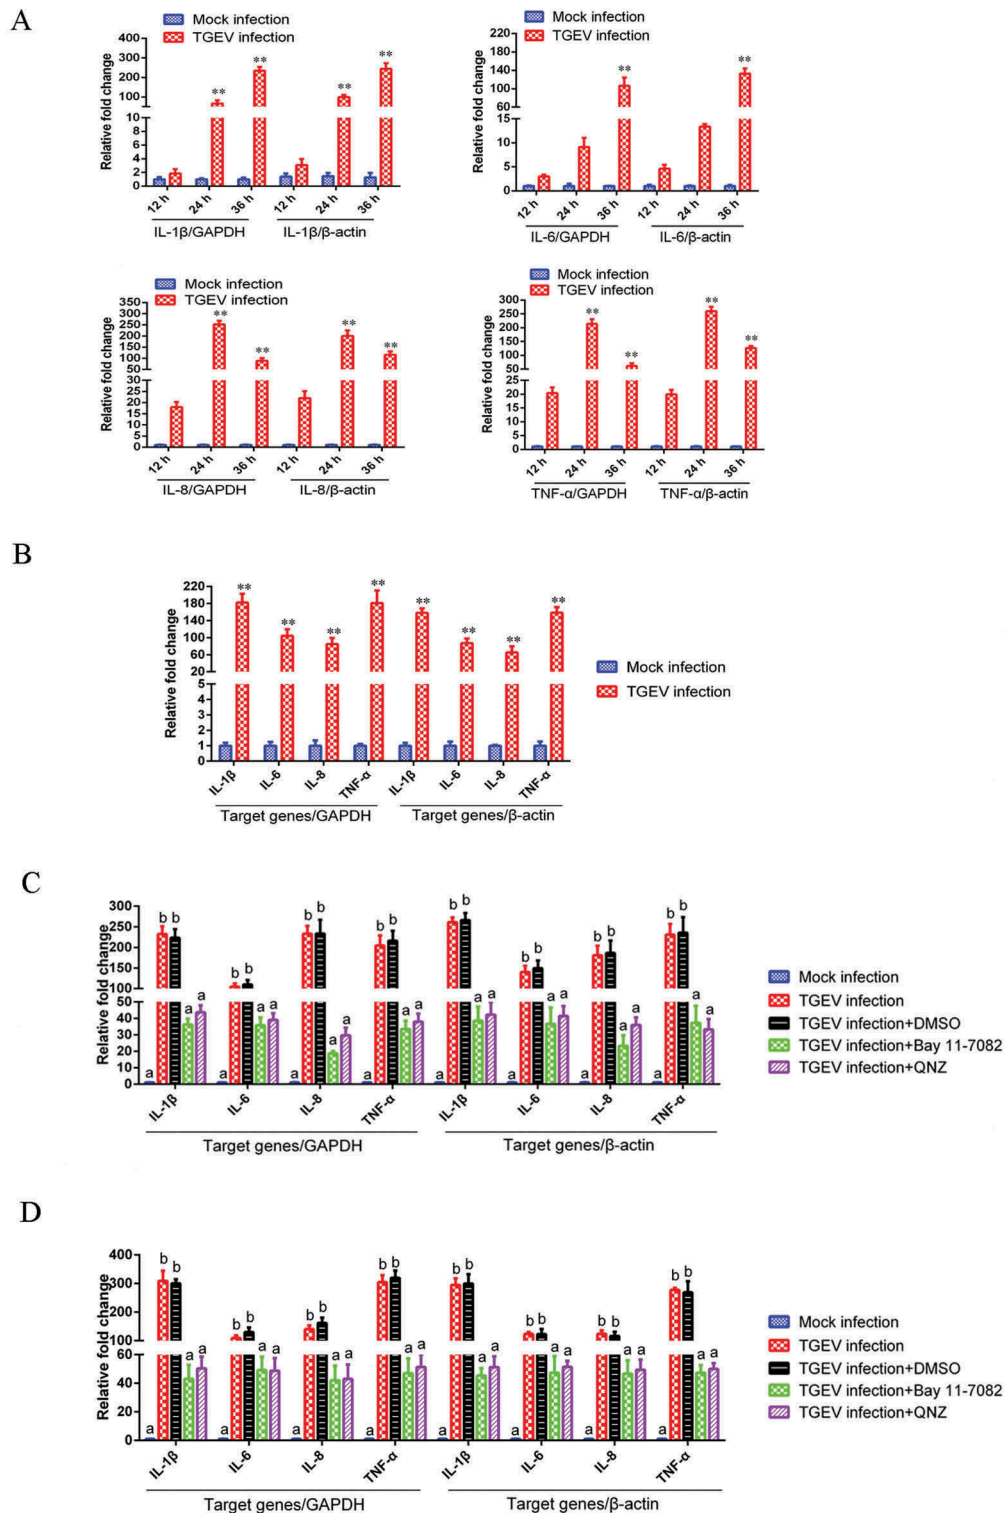 A
Mock infection
TGEV infection
Relative fold change
400
300
200
100
10
8
6
4
2
0
** ** ** **
12 h 24 h 36 h 12 h 24 h 36 h
IL-1β/GAPDH IL-1β/β-actin
Mock infection
TGEV infection
Relative fold change
220
180
140
100
60
15
10
5
0
** **
12 h 24 h 36 h 12 h 24 h 36 h
IL-6/GAPDH IL-6/β-actin
Mock infection
TGEV infection
Relative fold change
350
300
250
200
150
100
50
30
25
20
15
10
5
0
** ** ** **
12 h 24 h 36 h 12 h 24 h 36 h
IL-8/GAPDH IL-8/β-actin
Mock infection
TGEV infection
Relative fold change
300
250
200
150
100
50
25
20
15
10
5
0
** ** ** **
12 h 24 h 36 h 12 h 24 h 36 h
TNF-α/GAPDH TNF-α/β-actin
B
Relative fold change
220
180
140
100
60
20
5
4
3
2
1
0
** ** ** ** ** ** ** **
IL-1β IL-6 IL-8 TNF-α IL-1β IL-6 IL-8 TNF-α
Target genes/GAPDH Target genes/β-actin
Mock infection
TGEV infection
C
Relative fold change
300
250
200
150
100
50
40
30
20
10
0
b b b b b b b b b b b b b b b b
a a a a a a a a a a a a a a a a a a a a a a a a
IL-1β IL-6 IL-8 TNF-α IL-1β IL-6 IL-8 TNF-α
Target genes/GAPDH Target genes/β-actin
Mock infection
TGEV infection
TGEV infection+DMSO
TGEV infection+Bay 11-7082
TGEV infection+QNZ
D
Relative fold change
400
300
200
100
60
40
20
0
b b b b b b b b b b b b b b b b
a a a a a a a a a a a a a a a a a a a a a a a a
IL-1β IL-6 IL-8 TNF-α IL-1β IL-6 IL-8 TNF-α
Target genes/GAPDH Target genes/β-actin
Mock infection
TGEV infection
TGEV infection+DMSO
TGEV infection+Bay 11-7082
TGEV infection+QNZ